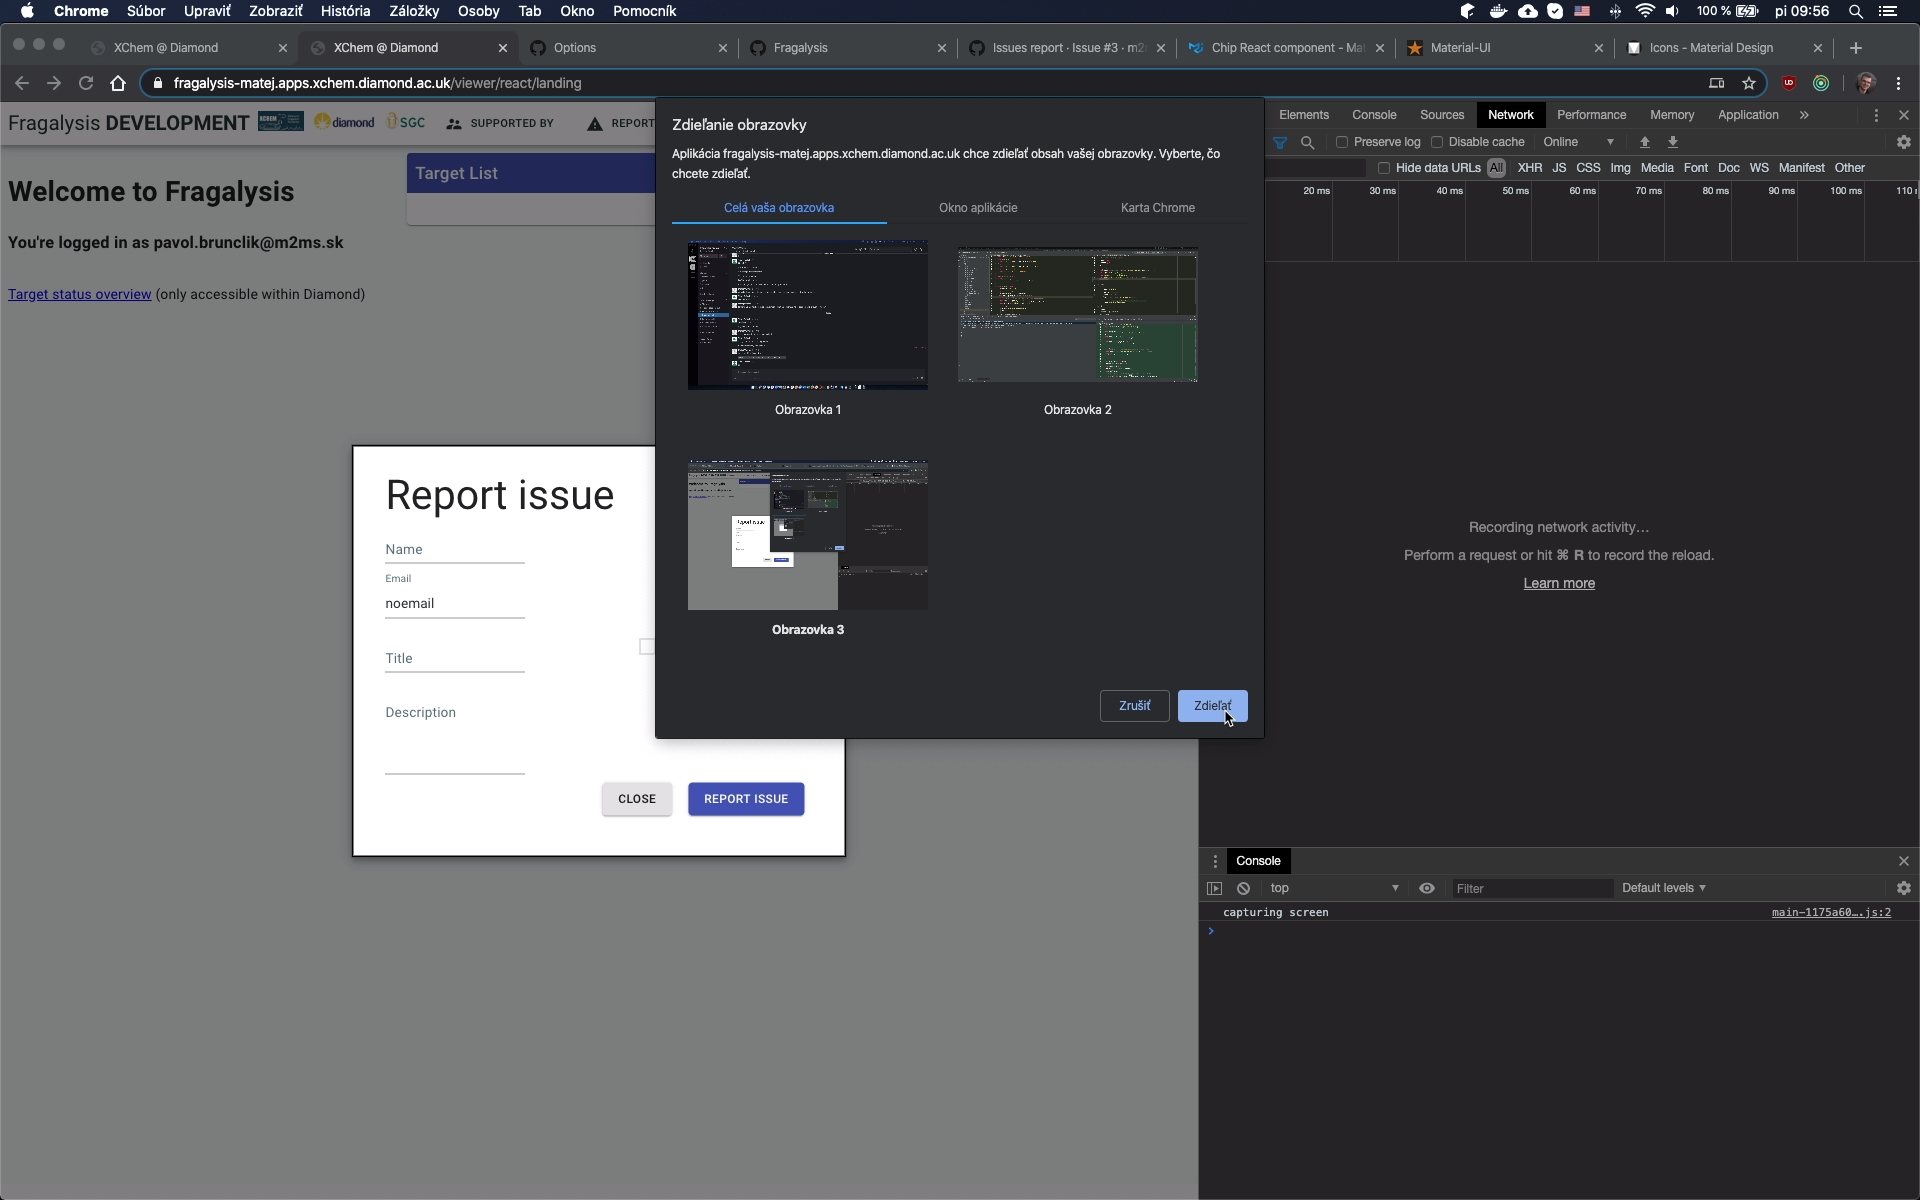 Chrome Súbor Upraviť Zobraziť História Záložky Osoby Tab Okno Pomocník 100 % pi 09:56
XChem @ Diamond XChem @ Diamond Options Fragalysis Issues report · Issue #3 · m2 Chip React component - Mat Material-UI Icons - Material Design
fragalysis-matej.apps.xchem.diamond.ac.uk/viewer/react/landing
Fragalysis DEVELOPMENT XCHEM diamond SGC SUPPORTED BY REPORT
Target List
Welcome to Fragalysis
You're logged in as pavol.brunclik@m2ms.sk
Target status overview (only accessible within Diamond)
Zdieľanie obrazovky
Aplikácia fragalysis-matej.apps.xchem.diamond.ac.uk chce zdieľať obsah vašej obrazovky. Vyberte, čo
chcete zdieľať.
Celá vaša obrazovka Okno aplikácie Karta Chrome
Obrazovka 1 Obrazovka 2
Report issue
Obrazovka 3
Zrušiť Zdieľať
Report issue
Name
Email
noemail
Title
Description
CLOSE REPORT ISSUE
Elements Console Sources Network Performance Memory Application »
Preserve log Disable cache Online
Hide data URLs All XHR JS CSS Img Media Font Doc WS Manifest Other
20 ms 30 ms 40 ms 50 ms 60 ms 70 ms 80 ms 90 ms 100 ms 110
Recording network activity…
Perform a request or hit ⌘ R to record the reload.
Learn more
Console
top Filter Default levels
capturing screen main-1175a60….js:2